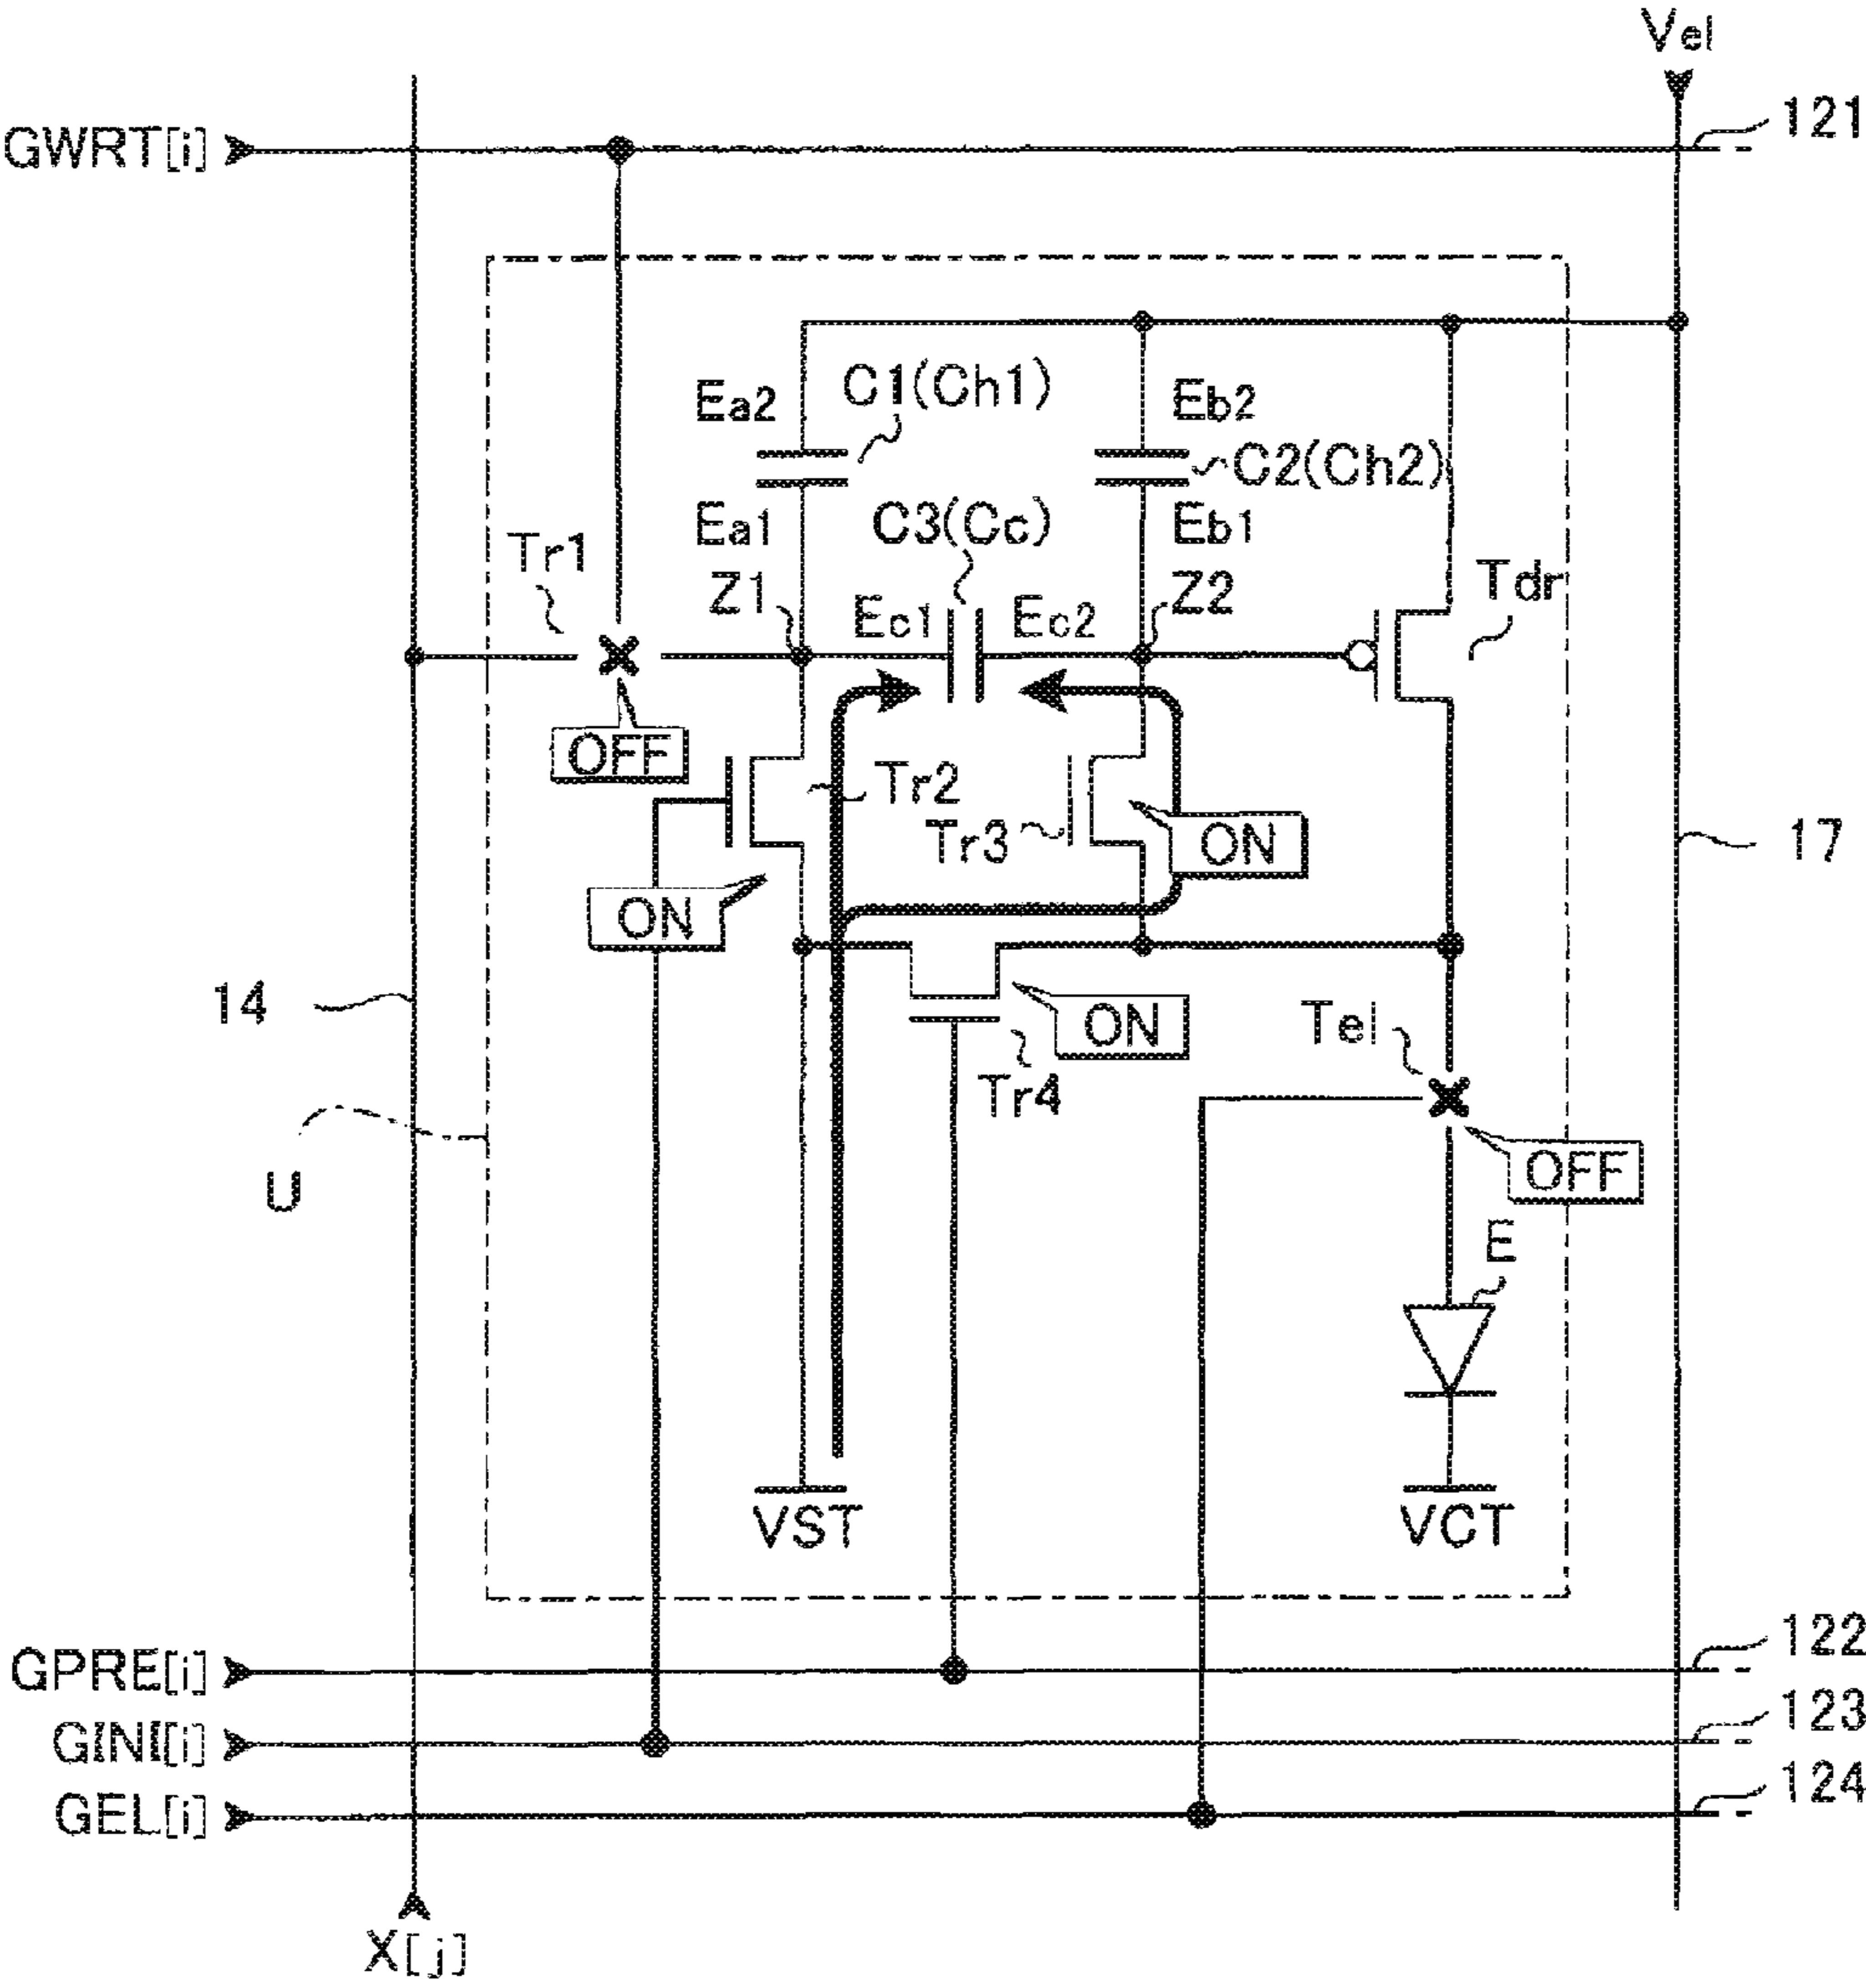 Vel
GWRT[i]
121
C1(Ch1)
Ea2
Eb2
C2(Ch2)
Ea1
C3(Cc)
Eb1
Tr1
Z1
Ec1
Ec2
Z2
Tdr
OFF
Tr2
Tr3
ON
17
ON
14
ON
Tel
Tr4
OFF
U
E
VST
VCT
GPRE[i]
122
GINI[i]
123
GEL[i]
124
X[j]